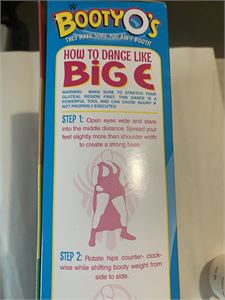 W
BOOTY O'S
THEY MAKE SURE YOU AIN'T BOOTY!
HOW TO DANCE LIKE
BIG E
WARNING: MAKE SURE TO STRETCH YOUR
GLUTEAL REGION FIRST. THIS DANCE IS A
POWERFUL TOOL AND CAN CAUSE INJURY IF
NOT PROPERLY EXECUTED.
STEP 1: Open eyes wide and stare
into the middle distance. Spread your
feet slightly more than shoulder width
to create a strong base.
STEP 2: Rotate hips counter- clock-
wise while shifting booty weight from
side to side.